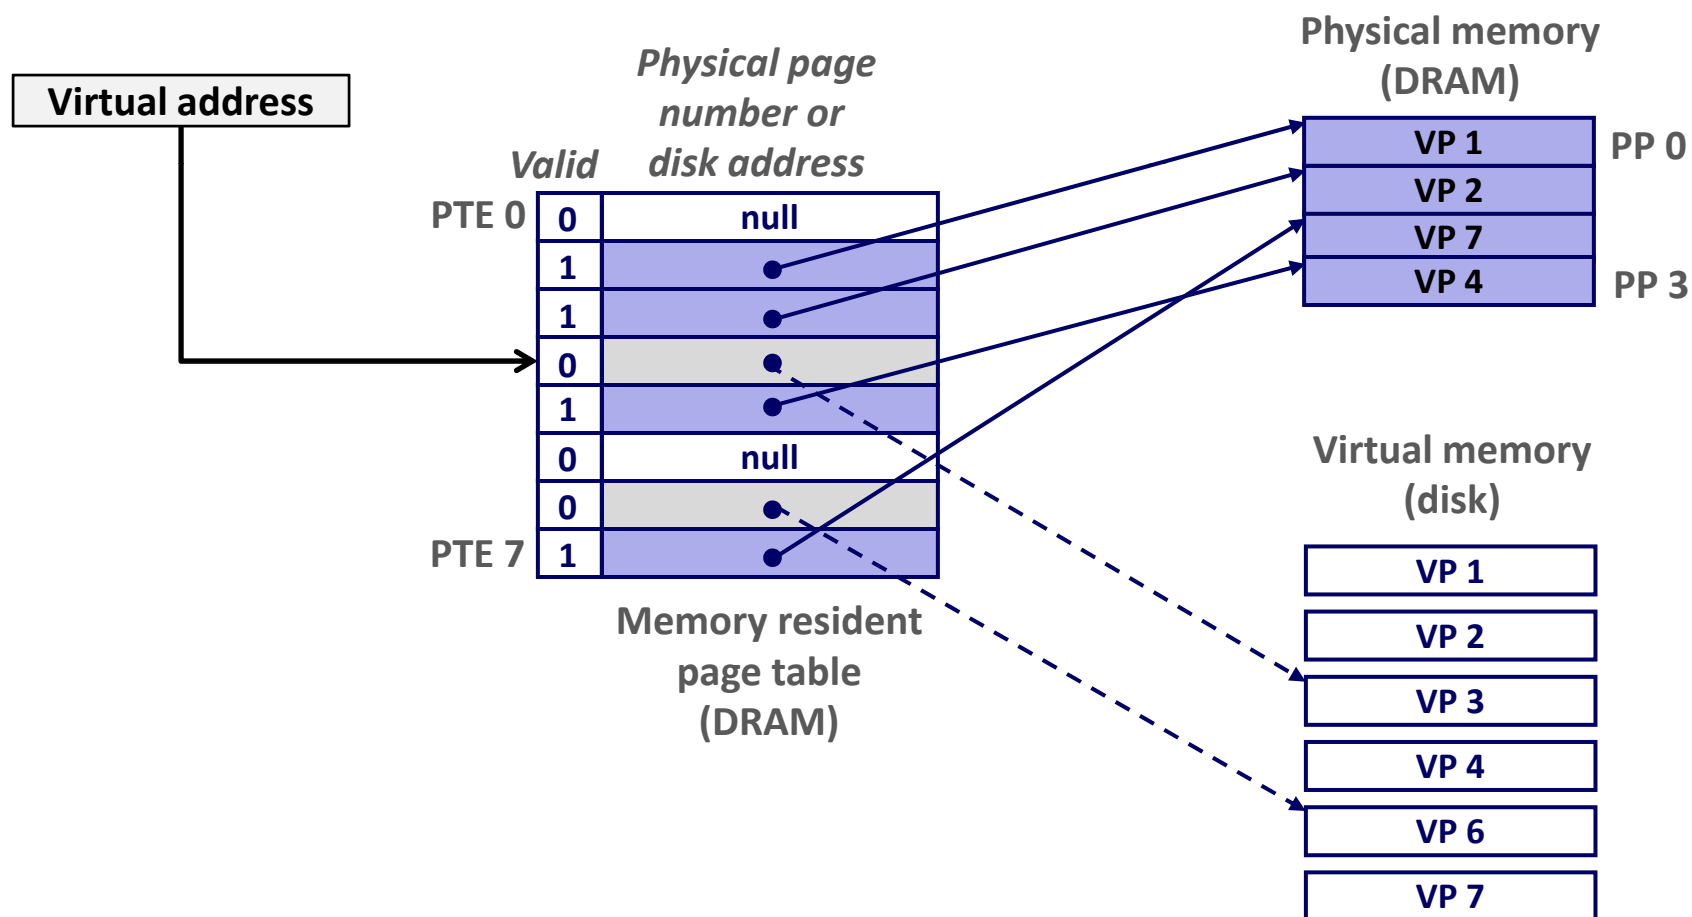 Virtual address
Physical page
number or
disk address
Valid
PTE 0
0 null
1
1
0
1
0 null
0
PTE 7
1
Memory resident
page table
(DRAM)
Physical memory
(DRAM)
VP 1
PP 0
VP 2
VP 7
VP 4
PP 3
Virtual memory
(disk)
VP 1
VP 2
VP 3
VP 4
VP 6
VP 7